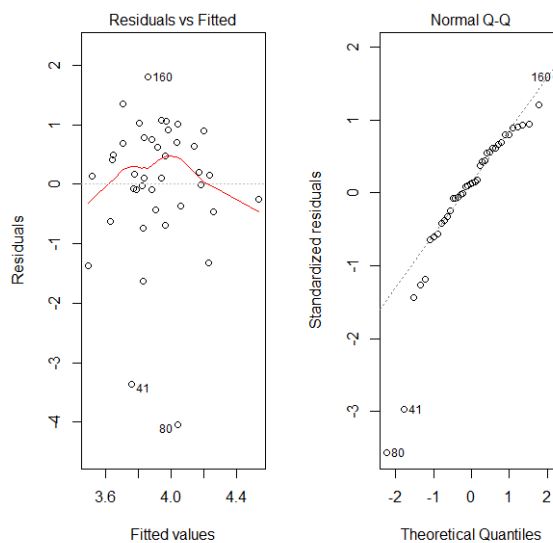 Residuals vs Fitted
2
1
0
-1
-2
-3
-4
Residuals
160
41
80
3.6 4.0 4.4
Fitted values
Normal Q-Q
2
1
0
-1
-2
-3
Standardized residuals
160
41
80
-2 -1 0 1 2
Theoretical Quantiles